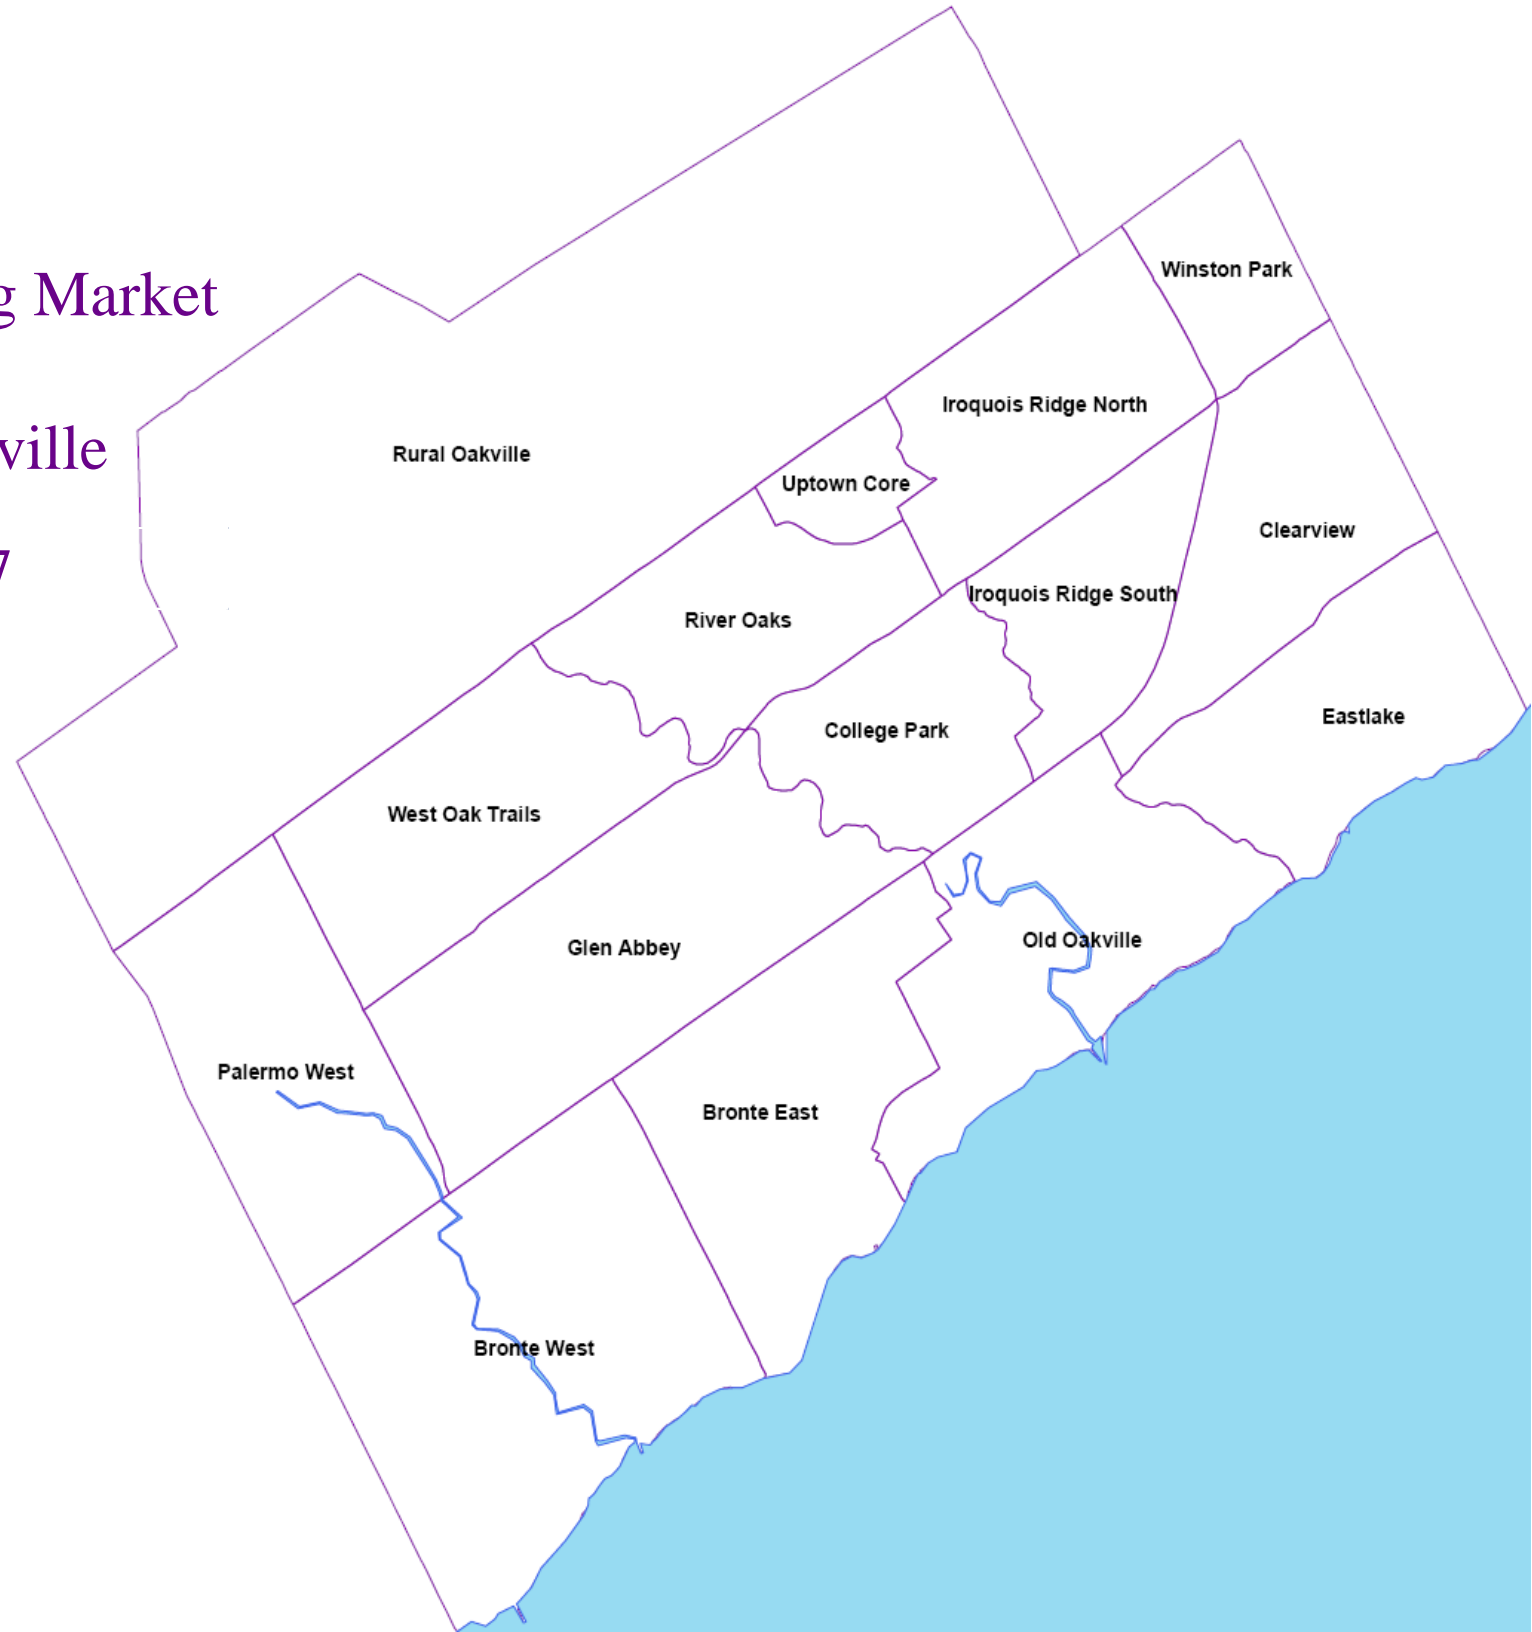 Winston Park
g Market
Iroquois Ridge North
ville
Rural Oakville
Uptown Core
Clearview
7
Iroquois Ridge South
River Oaks
Eastlake
College Park
West Oak Trails
Old Oakville
Glen Abbey
Palermo West
Bronte East
Bronte West